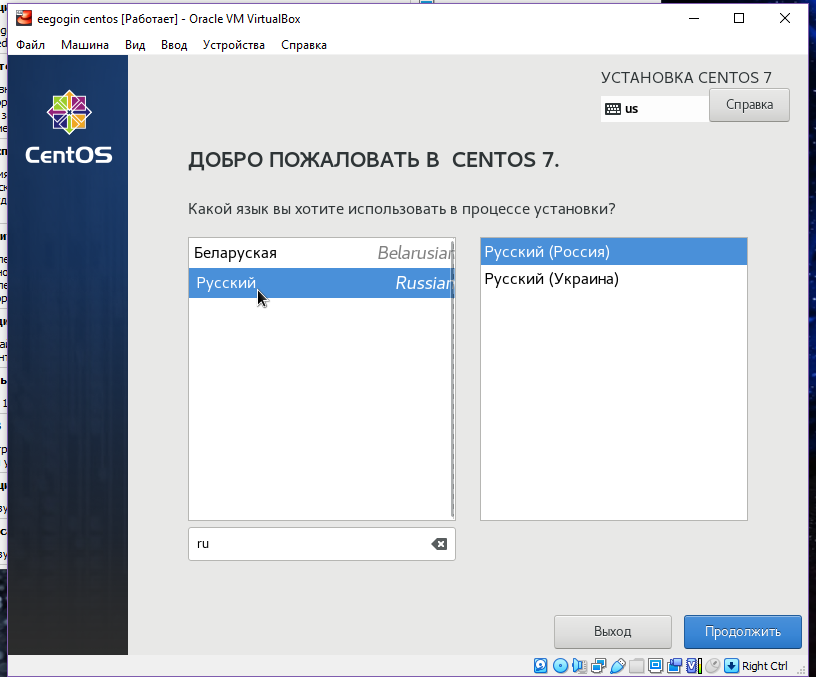 eegogin centos [Работает] - Oracle VM VirtualBox
Файл Машина Вид Ввод Устройства Справка
УСТАНОВКА CENTOS 7
us
Справка
CentOS
ДОБРО ПОЖАЛОВАТЬ В CENTOS 7.
Какой язык вы хотите использовать в процессе установки?
Беларуская Belarusian
Русский Russian
Русский (Россия)
Русский (Украина)
ru
Выход
Продолжить
Right Ctrl